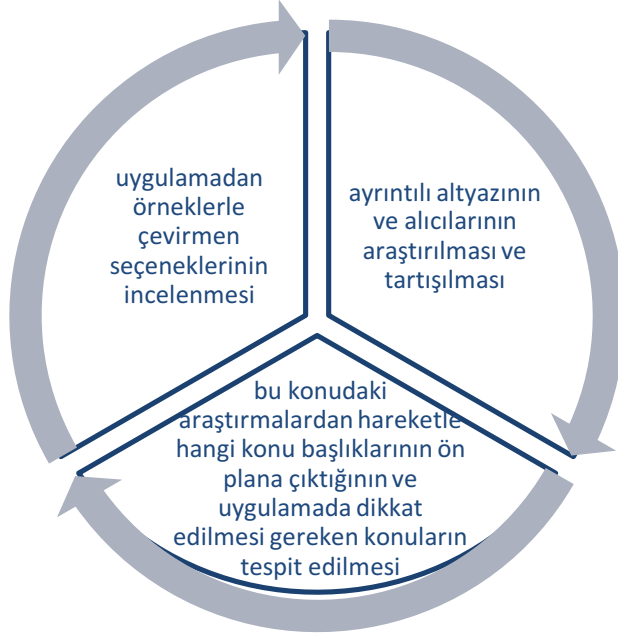 uygulamadan
örneklerle
çevirmen
seçeneklerinin
incelenmesi
ayrıntılı altyazının
ve alıcılarının
araştırılması ve
tartışılması
bu konudaki
araştırmalardan hareketle
hangi konu başlıklarının ön
plana çıktığının ve
uygulamada dikkat
edilmesi gereken konuların
tespit edilmesi